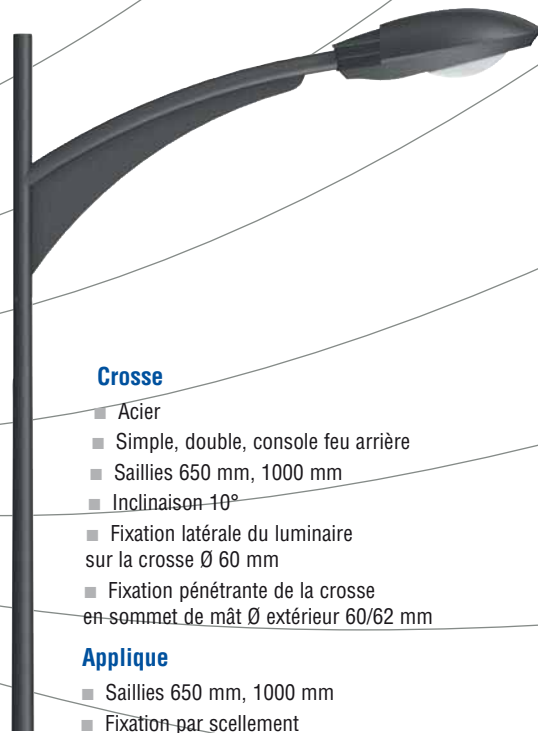 Crosse
■ Acier
■ Simple, double, console feu arrière
■ Saillies 650 mm, 1000 mm
■ Inclinaison 10°
■ Fixation latérale du luminaire
sur la crosse Ø 60 mm
■ Fixation pénétrante de la crosse
en sommet de mât Ø extérieur 60/62 mm
Applique
■ Saillies 650 mm, 1000 mm
■ Fixation par scellement